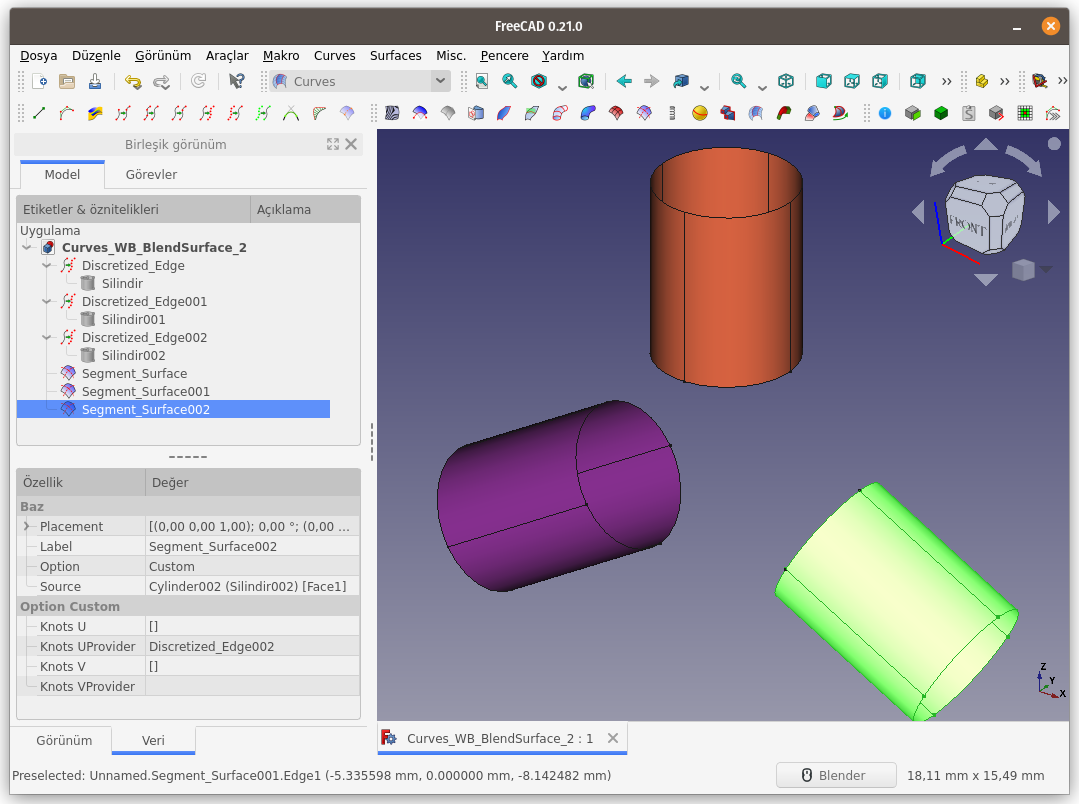 FreeCAD 0.21.0
Dosya Düzenle Görünüm Araçlar Makro Curves Surfaces Misc. Pencere Yardım
Curves
Birleşik görünüm
Model Görevler
Etiketler & öznitelikleri Açıklama
Uygulama
Curves_WB_BlendSurface_2
Discretized_Edge
Silindir
Discretized_Edge001
Silindir001
Discretized_Edge002
Silindir002
Segment_Surface
Segment_Surface001
Segment_Surface002
FRONT
Özellik Değer
Baz
Placement [(0,00 0,00 1,00); 0,00 °; (0,00 ...
Label Segment_Surface002
Option Custom
Source Cylinder002 (Silindir002) [Face1]
Option Custom
Knots U []
Knots UProvider Discretized_Edge002
Knots V []
Knots VProvider
Z
Y
X
Görünüm Veri
Curves_WB_BlendSurface_2 : 1
Preselected: Unnamed.Segment_Surface001.Edge1 (-5.335598 mm, 0.000000 mm, -8.142482 mm)
Blender
18,11 mm x 15,49 mm